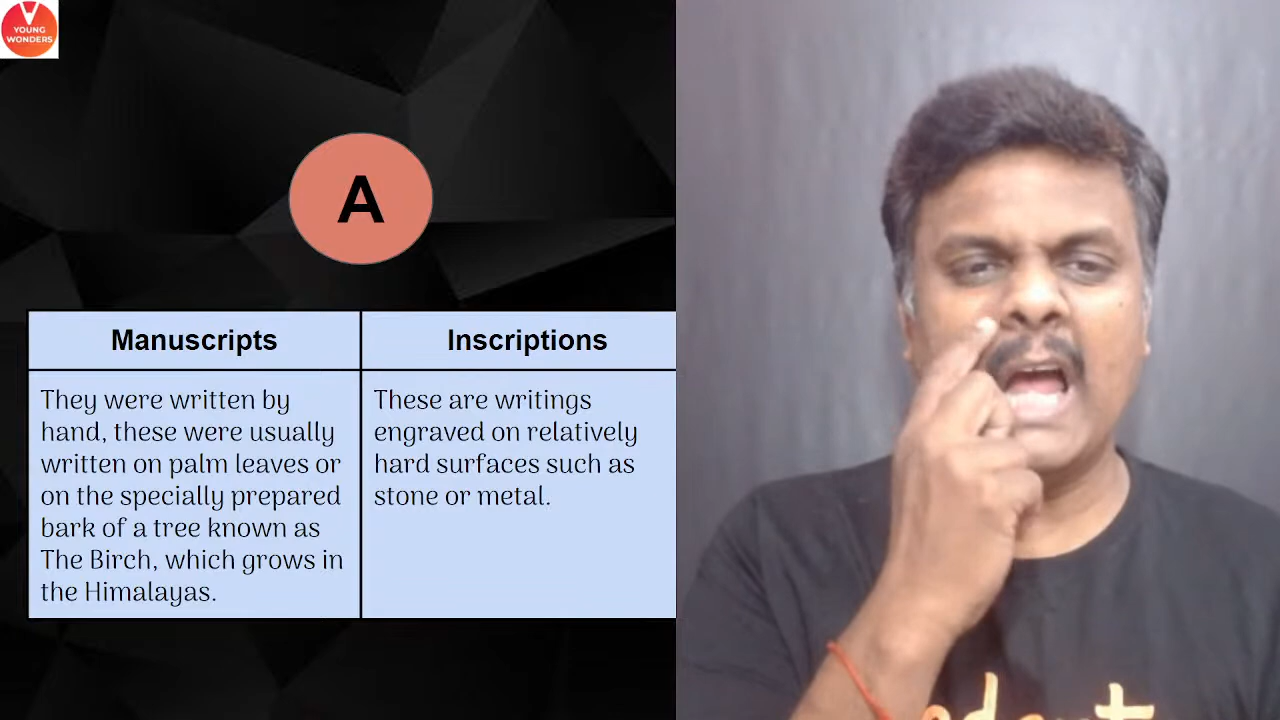 YOUNG
WONDERS
A
Manuscripts
Inscriptions
They were written by
hand, these were usually
written on palm leaves or
on the specially prepared
bark of a tree known as
The Birch, which grows in
the Himalayas.
These are writings
engraved on relatively
hard surfaces such as
stone or metal.